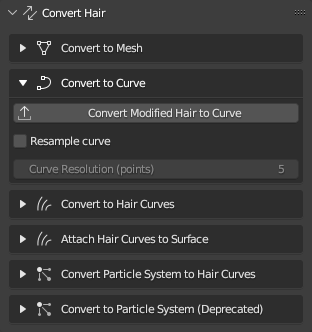 Convert Hair
Convert to Mesh
Convert to Curve
Convert Modified Hair to Curve
Resample curve
Curve Resolution (points) 5
Convert to Hair Curves
Attach Hair Curves to Surface
Convert Particle System to Hair Curves
Convert to Particle System (Deprecated)